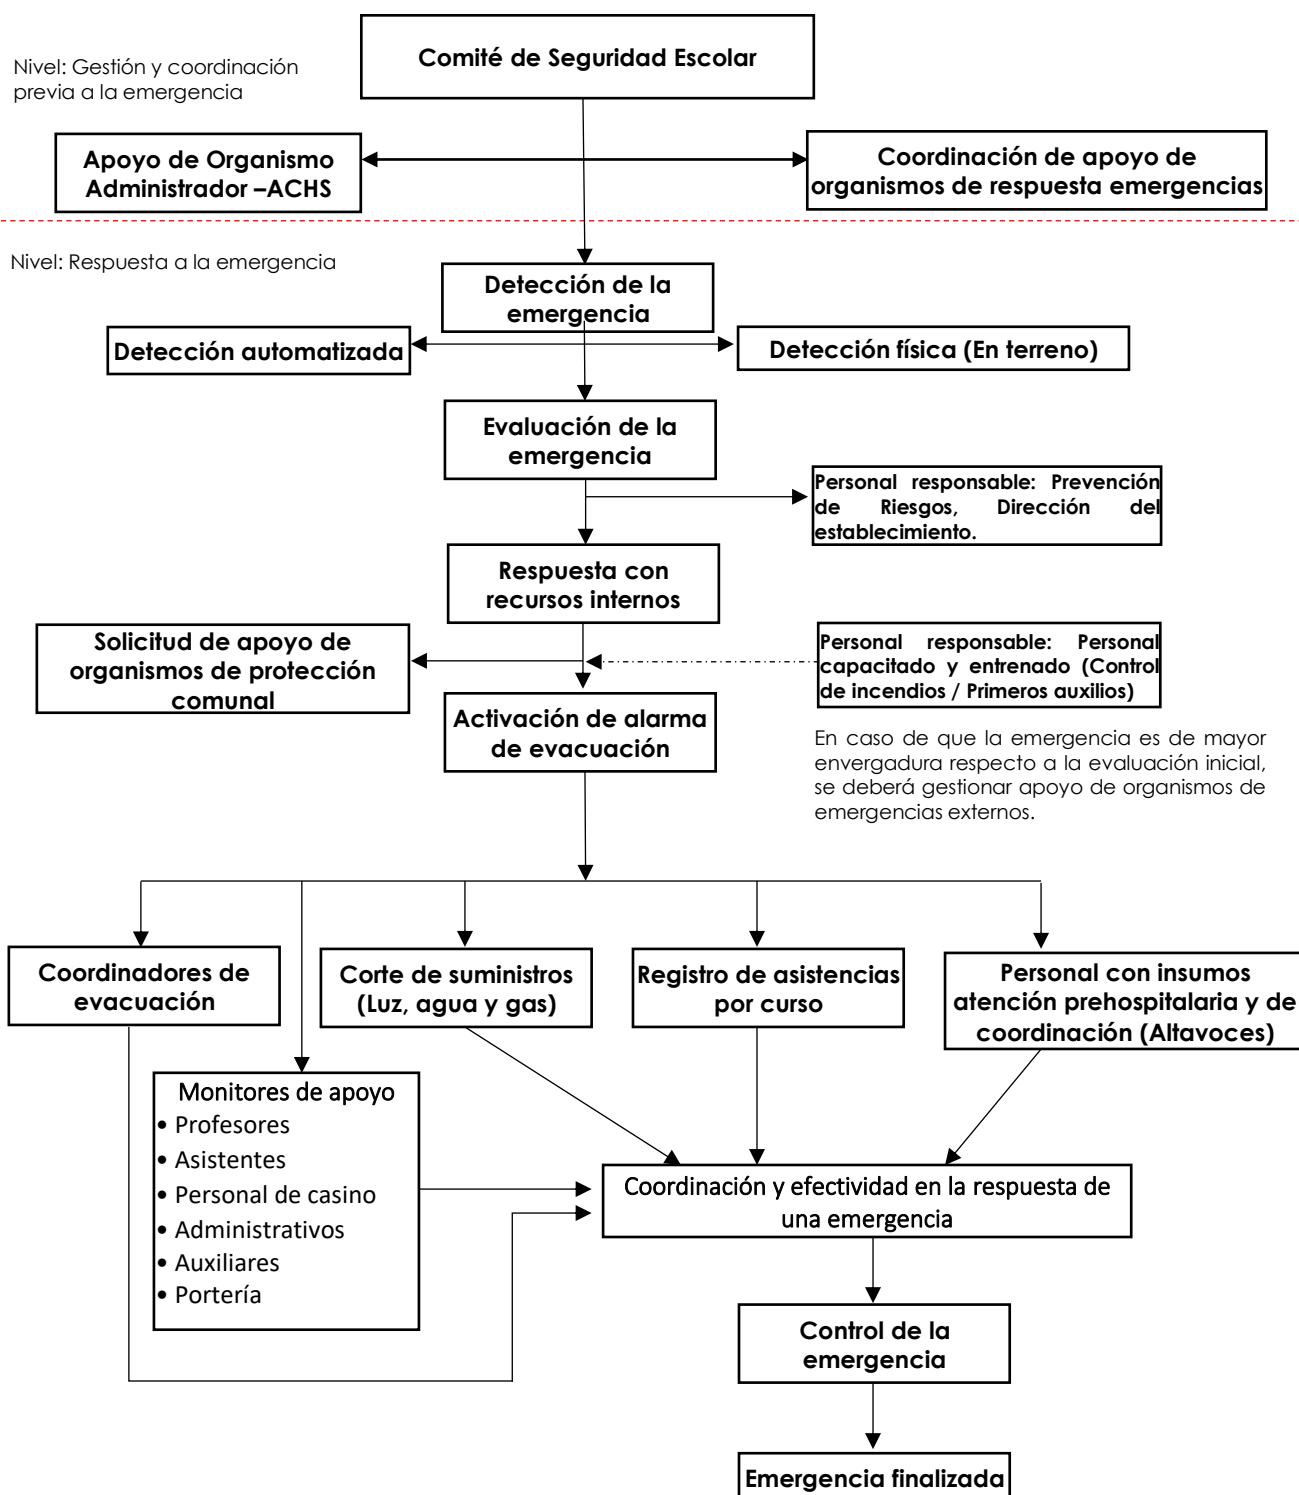 Comité de Seguridad Escolar
Nivel: Gestión y coordinación
previa a la emergencia
Apoyo de Organismo
Administrador –ACHS
Coordinación de apoyo de
organismos de respuesta emergencias
Nivel: Respuesta a la emergencia
Detección de la
emergencia
Detección automatizada
Detección física (En terreno)
Evaluación de la
emergencia
Personal responsable: Prevención
de Riesgos, Dirección del
establecimiento.
Respuesta con
recursos internos
Solicitud de apoyo de
organismos de protección
comunal
Personal responsable: Personal
capacitado y entrenado (Control
de incendios / Primeros auxilios)
Activación de alarma
de evacuación
En caso de que la emergencia es de mayor
envergadura respecto a la evaluación inicial,
se deberá gestionar apoyo de organismos de
emergencias externos.
Coordinadores de
evacuación
Corte de suministros
(Luz, agua y gas)
Registro de asistencias
por curso
Personal con insumos
atención prehospitalaria y de
coordinación (Altavoces)
Monitores de apoyo
• Profesores
• Asistentes
• Personal de casino
• Administrativos
• Auxiliares
• Portería
Coordinación y efectividad en la respuesta de
una emergencia
Control de la
emergencia
Emergencia finalizada